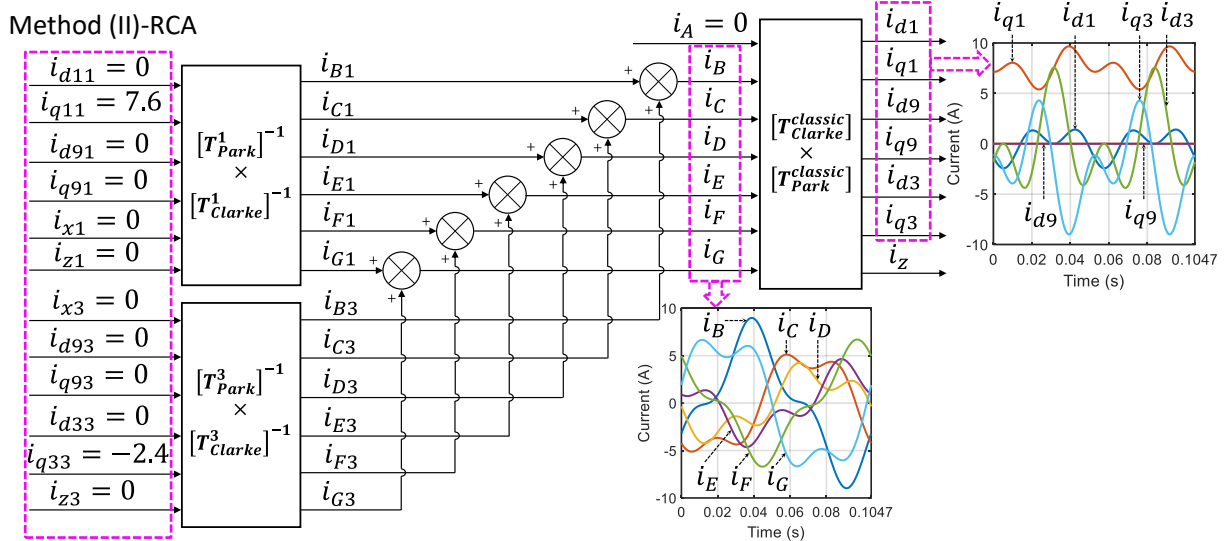 Method (II)-RCA
i_{d11} = 0
i_{q11} = 7.6
i_{d91} = 0
i_{q91} = 0
i_{x1} = 0
i_{z1} = 0
[T^1_{Park}]^{-1}
×
[T^1_{Clarke}]^{-1}
i_{B1}
i_{C1}
i_{D1}
i_{E1}
i_{F1}
i_{G1}
i_{x3} = 0
i_{d93} = 0
i_{q93} = 0
i_{d33} = 0
i_{q33} = −2.4
i_{z3} = 0
[T^3_{Park}]^{-1}
×
[T^3_{Clarke}]^{-1}
i_{B3}
i_{C3}
i_{D3}
i_{E3}
i_{F3}
i_{G3}
+
+
+
+
+
+
+
+
+
+
+
+
i_A = 0
i_B
i_C
i_D
i_E
i_F
i_G
[T^{classic}_{Clarke}]
×
[T^{classic}_{Park}]
i_{d1}
i_{q1}
i_{d9}
i_{q9}
i_{d3}
i_{q3}
i_z
i_{q1} i_{d1} i_{q3} i_{d3}
10
5
0
-5
-10
Current (A)
i_{d9} i_{q9}
0 0.02 0.04 0.06 0.08 0.1047
Time (s)
i_B i_C i_D
10
5
0
-5
-10
Current (A)
i_E i_F i_G
0 0.02 0.04 0.06 0.08 0.1047
Time (s)